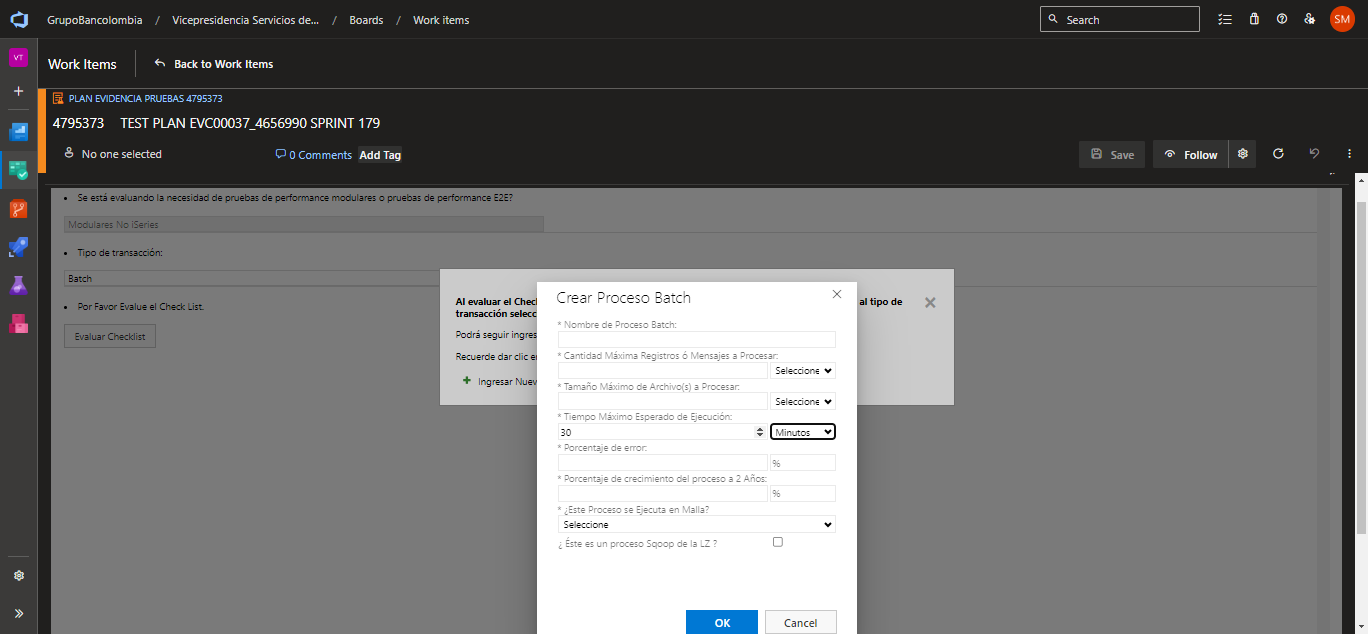 GrupoBancolombia / Vicepresidencia Servicios de... / Boards / Work items
Search
SM
VT
Work Items
Back to Work Items
PLAN EVIDENCIA PRUEBAS 4795373
4795373 TEST PLAN EVC00037_4656990 SPRINT 179
No one selected
0 Comments
Add Tag
Save
Follow
• Se está evaluando la necesidad de pruebas de performance modulares o pruebas de performance E2E?
Modulares No ISeries
• Tipo de transacción:
Batch
• Por Favor Evalue el Check List.
Evaluar Checklist
Al evaluar el Chec
al tipo de
transacción selecc
Podrá seguir ingres
Recuerde dar clic e
+ Ingresar Nuev
Crear Proceso Batch
* Nombre de Proceso Batch:
* Cantidad Máxima Registros ó Mensajes a Procesar:
Seleccione
* Tamaño Máximo de Archivo(s) a Procesar:
Seleccione
* Tiempo Máximo Esperado de Ejecución:
30
Minutos
* Porcentaje de error:
%
* Porcentaje de crecimiento del proceso a 2 Años:
%
* ¿Este Proceso se Ejecuta en Malla?
Seleccione
¿ Éste es un proceso Sqoop de la LZ ?
OK
Cancel